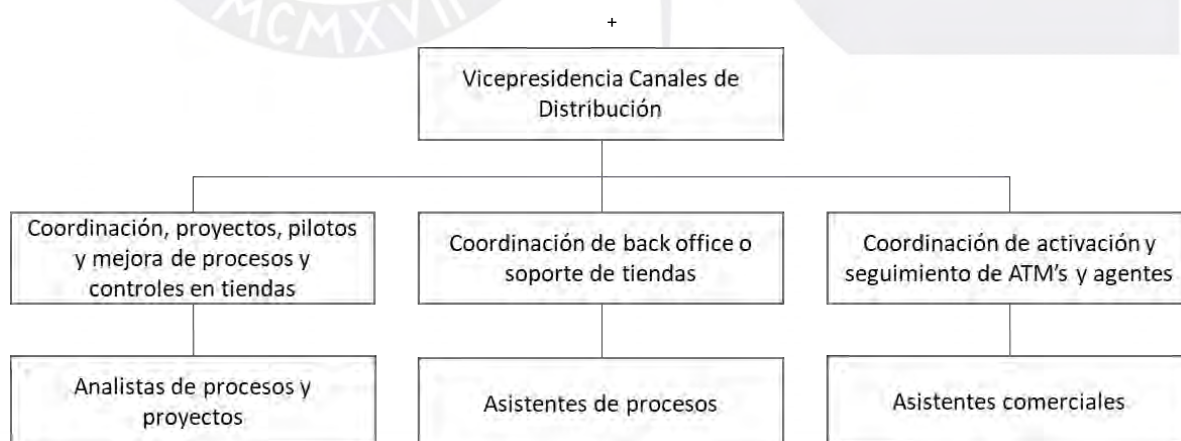 MCMXVII
+
Vicepresidencia Canales de
Distribución
Coordinación, proyectos, pilotos
y mejora de procesos y
controles en tiendas
Coordinación de back office o
soporte de tiendas
Coordinación de activación y
seguimiento de ATM's y agentes
Analistas de procesos y
proyectos
Asistentes de procesos
Asistentes comerciales